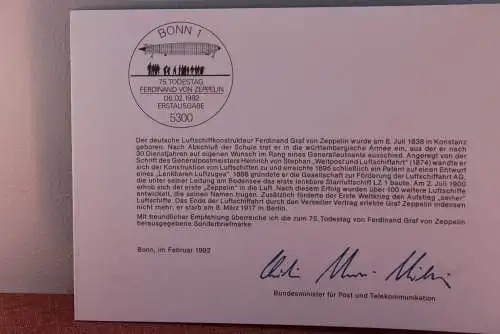 BONN 1
75. TODESTAG
FERDINAND VON ZEPPELIN
06.02.1992
ERSTAUSGABE
5300
Der deutsche Luftschiffkonstrukteur Ferdinand Graf von Zeppelin wurde am 8. Juli 1838 in Konstanz
geboren. Nach Abschluß der Schule trat er in die württembergische Armee ein, aus der er nach
30 Dienstjahren auf eigenen Wunsch im Rang eines Generalleutnants ausschied. Angeregt von der
Schrift des Generalpostmeisters Heinrich von Stephan „Weltpost und Luftschiffahrt“ (1874) wandte er
sich der Konstruktion von Luftschiffen zu und erreichte 1895 schließlich ein Patent auf einen Entwurf
eines „Lenkbaren Luftzuges“. 1898 gründete er die Gesellschaft zur Förderung der Luftschiffahrt AG,
die unter seiner Leitung am Bodensee das erste lenkbare Starrluftschiff LZ 1 baute. Am 2. Juli 1900
erhob sich der erste „Zeppelin“ in die Luft. Nach diesem Erfolg wurden über 100 weitere Luftschiffe
entwickelt, die seinen Namen trugen. Zusätzlich förderte der Erste Weltkrieg den Aufstieg „seiner“
Luftschiffe. Das Ende der Luftschiffahrt durch den Versailler Vertrag erlebte Graf Zeppelin indessen
nicht mehr; er starb am 8. März 1917 in Berlin.
Mit freundlicher Empfehlung überreiche ich die zum 75. Todestag von Ferdinand Graf von Zeppelin
herausgegebene Sonderbriefmarke.
Bonn, im Februar 1992
Bundesminister für Post und Telekommunikation